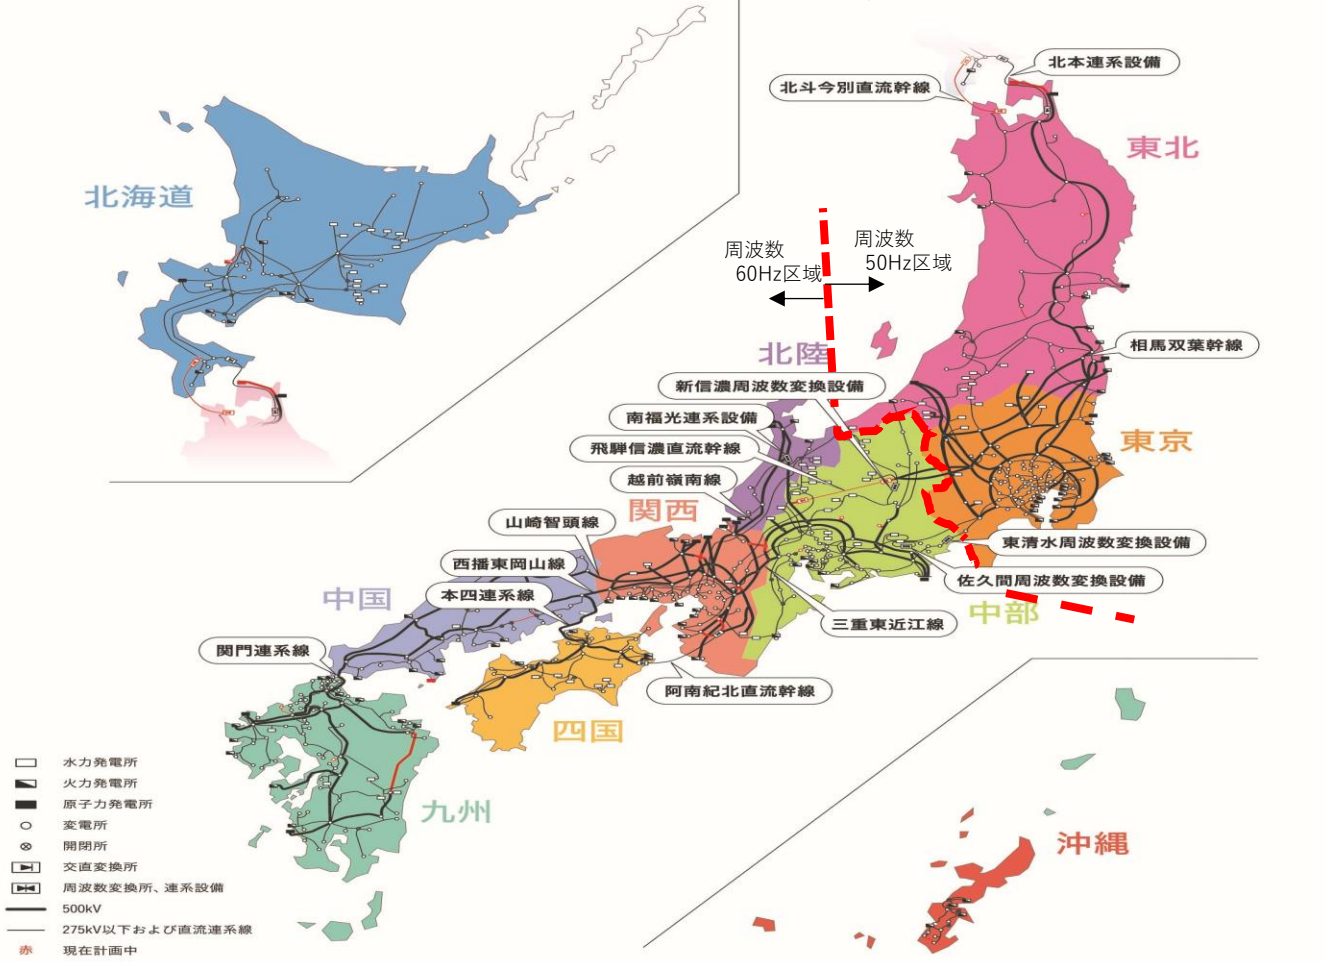 北海道
北本連系設備
北斗今別直流幹線
東北
周波数
60Hz区域
周波数
50Hz区域
相馬双葉幹線
北陸
新信濃周波数変換設備
南福光連系設備
飛騨信濃直流幹線
越前嶺南線
東京
関西
山崎智頭線
西播東岡山線
本四連系線
東清水周波数変換設備
佐久間周波数変換設備
中国
中部
三重東近江線
関門連系線
阿南紀北直流幹線
四国
九州
沖縄
水力発電所
火力発電所
原子力発電所
変電所
開閉所
交直変換所
周波数変換所、連系設備
500kV
275kV以下および直流連系線
赤 現在計画中